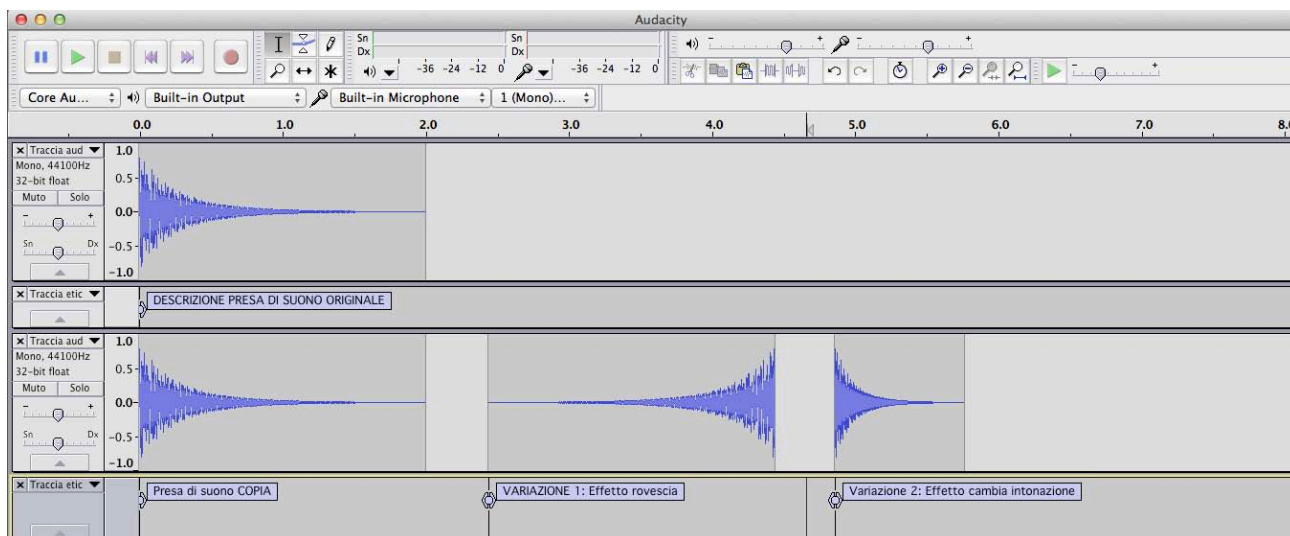 Audacity
Sn
Dx
-36 -24 -12 0
Sn
Dx
-36 -24 -12 0
Core Au... Built-in Output Built-in Microphone 1 (Mono)...
0.0 1.0 2.0 3.0 4.0 5.0 6.0 7.0 8.
Traccia aud
Mono, 44100Hz
32-bit float
Muto Solo
- +
Sn Dx
1.0
0.5
0.0
-0.5
-1.0
Traccia etic
DESCRIZIONE PRESA DI SUONO ORIGINALE
Traccia aud
Mono, 44100Hz
32-bit float
Muto Solo
- +
Sn Dx
1.0
0.5
0.0
-0.5
-1.0
Traccia etic
Presa di suono COPIA
VARIAZIONE 1: Effetto rovescia
Variazione 2: Effetto cambia intonazione